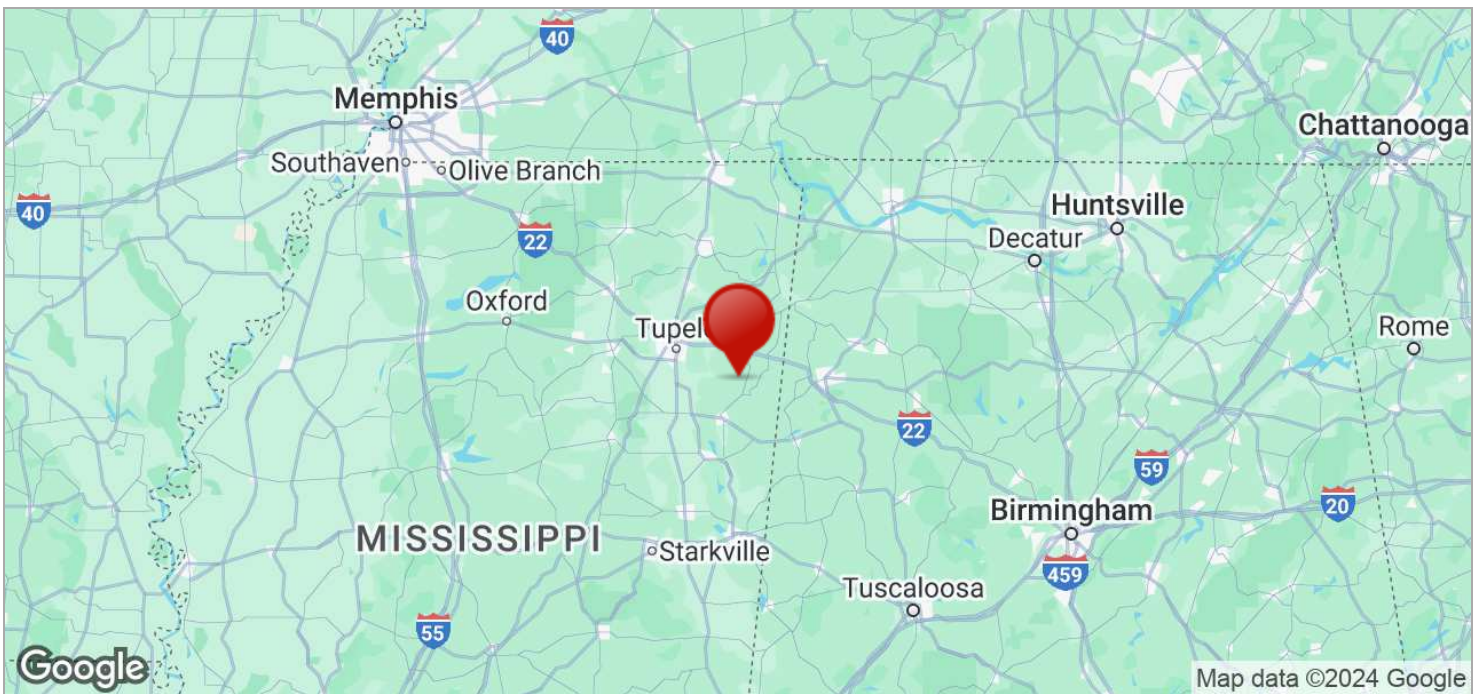 40
Memphis
Chattanooga
Southaven
Olive Branch
40
22
Huntsville
Decatur
Oxford
Tupel
Rome
22
59
20
Birmingham
MISSISSIPPI
Starkville
459
Tuscaloosa
55
Google
Map data ©2024 Google